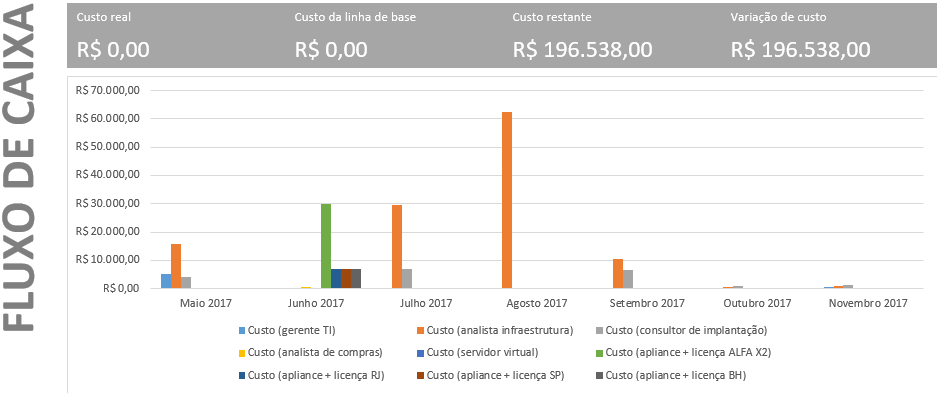 FLUXO DE CAIXA
Custo real Custo da linha de base Custo restante Variação de custo
R$ 0,00 R$ 0,00 R$ 196.538,00 R$ 196.538,00
R$ 70.000,00
R$ 60.000,00
R$ 50.000,00
R$ 40.000,00
R$ 30.000,00
R$ 20.000,00
R$ 10.000,00
R$ 0,00
Maio 2017 Junho 2017 Julho 2017 Agosto 2017 Setembro 2017 Outubro 2017 Novembro 2017
Custo (gerente TI) Custo (analista infraestrutura) Custo (consultor de implantação)
Custo (analista de compras) Custo (servidor virtual) Custo (apliance + licença ALFA X2)
Custo (apliance + licença RJ) Custo (apliance + licença SP) Custo (apliance + licença BH)